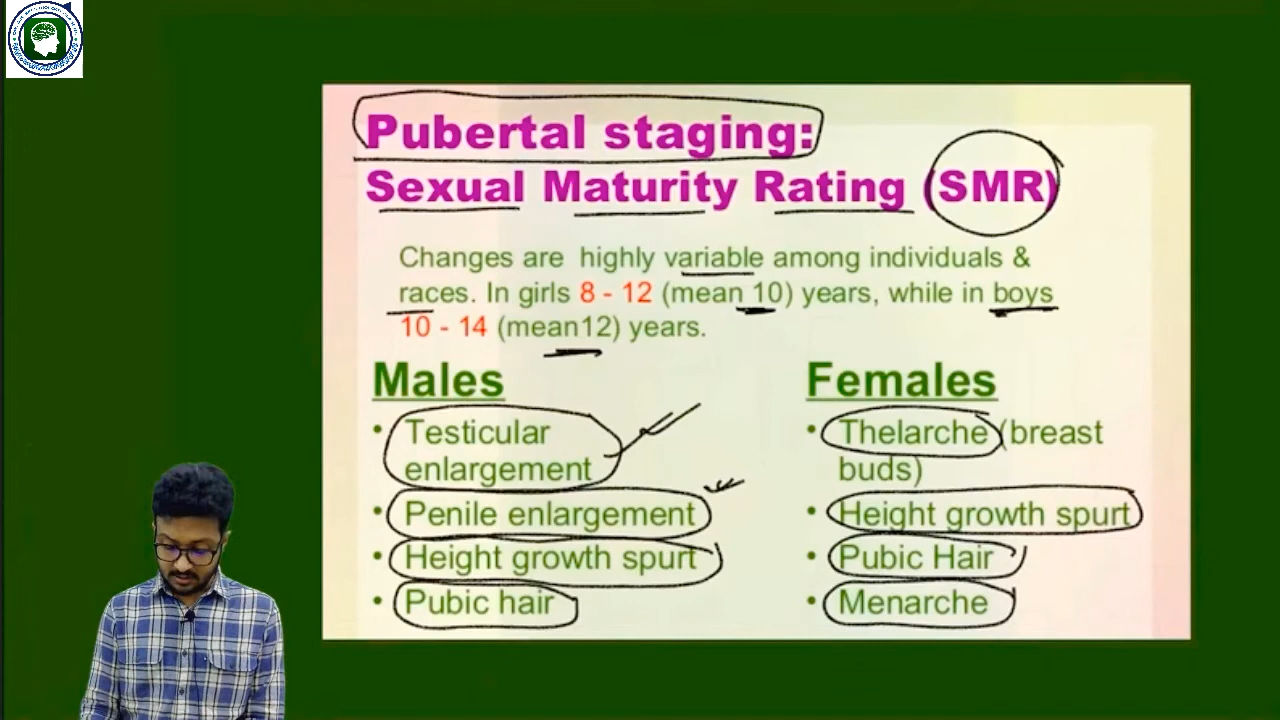 Pubertal staging:
Sexual Maturity Rating (SMR)
Changes are highly variable among individuals &
races. In girls 8 - 12 (mean 10) years, while in boys
10 - 14 (mean12) years.
Males
• Testicular
enlargement
• Penile enlargement
• Height growth spurt
• Pubic hair
Females
• Thelarche (breast
buds)
• Height growth spurt
• Pubic Hair
• Menarche